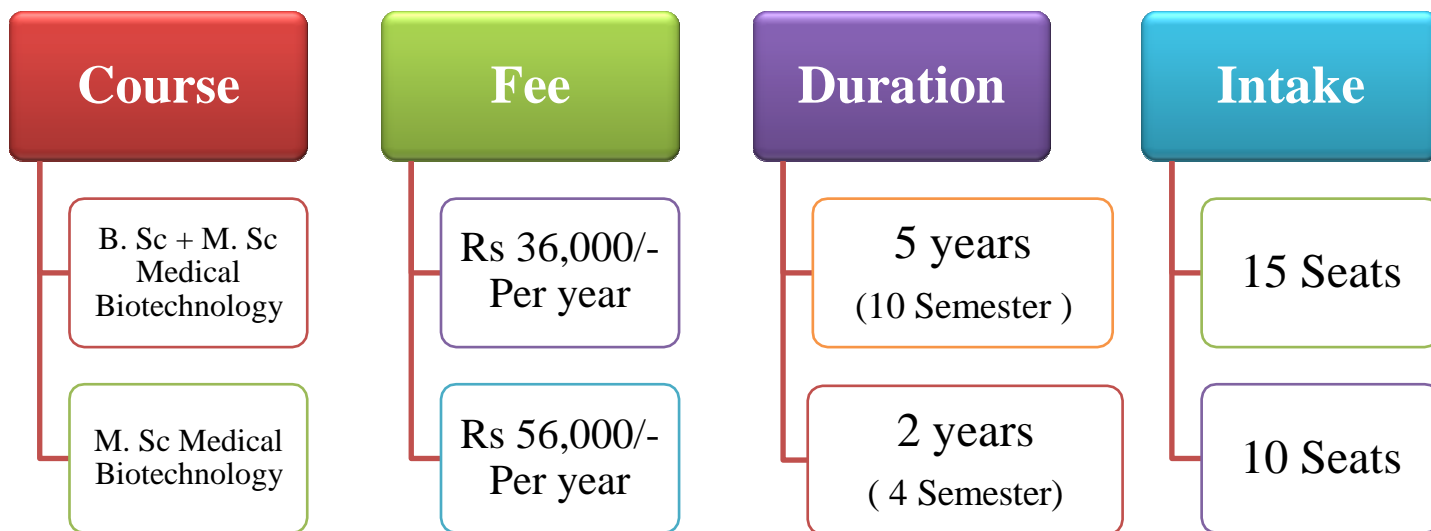 Course
B. Sc + M. Sc
Medical
Biotechnology
M. Sc Medical
Biotechnology
Fee
Rs 36,000/-
Per year
Rs 56,000/-
Per year
Duration
5 years
(10 Semester )
2 years
( 4 Semester)
Intake
15 Seats
10 Seats